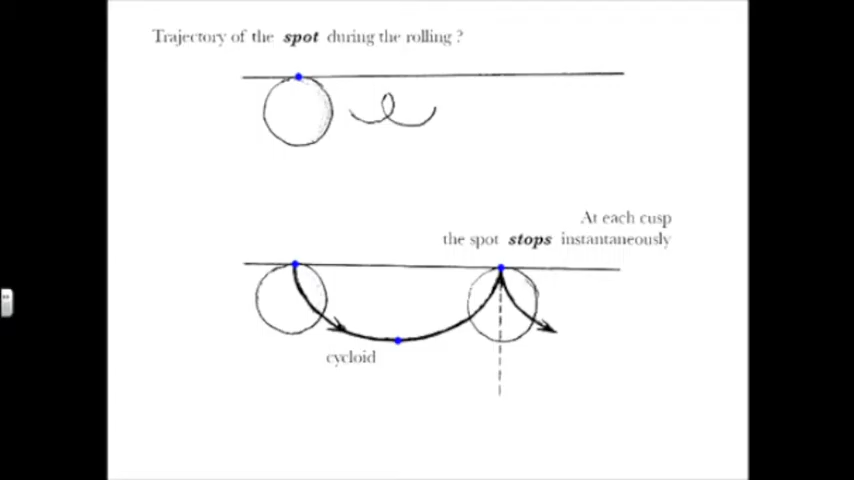 Trajectory of the spot during the rolling ?
At each cusp
the spot stops instantaneously
cycloid